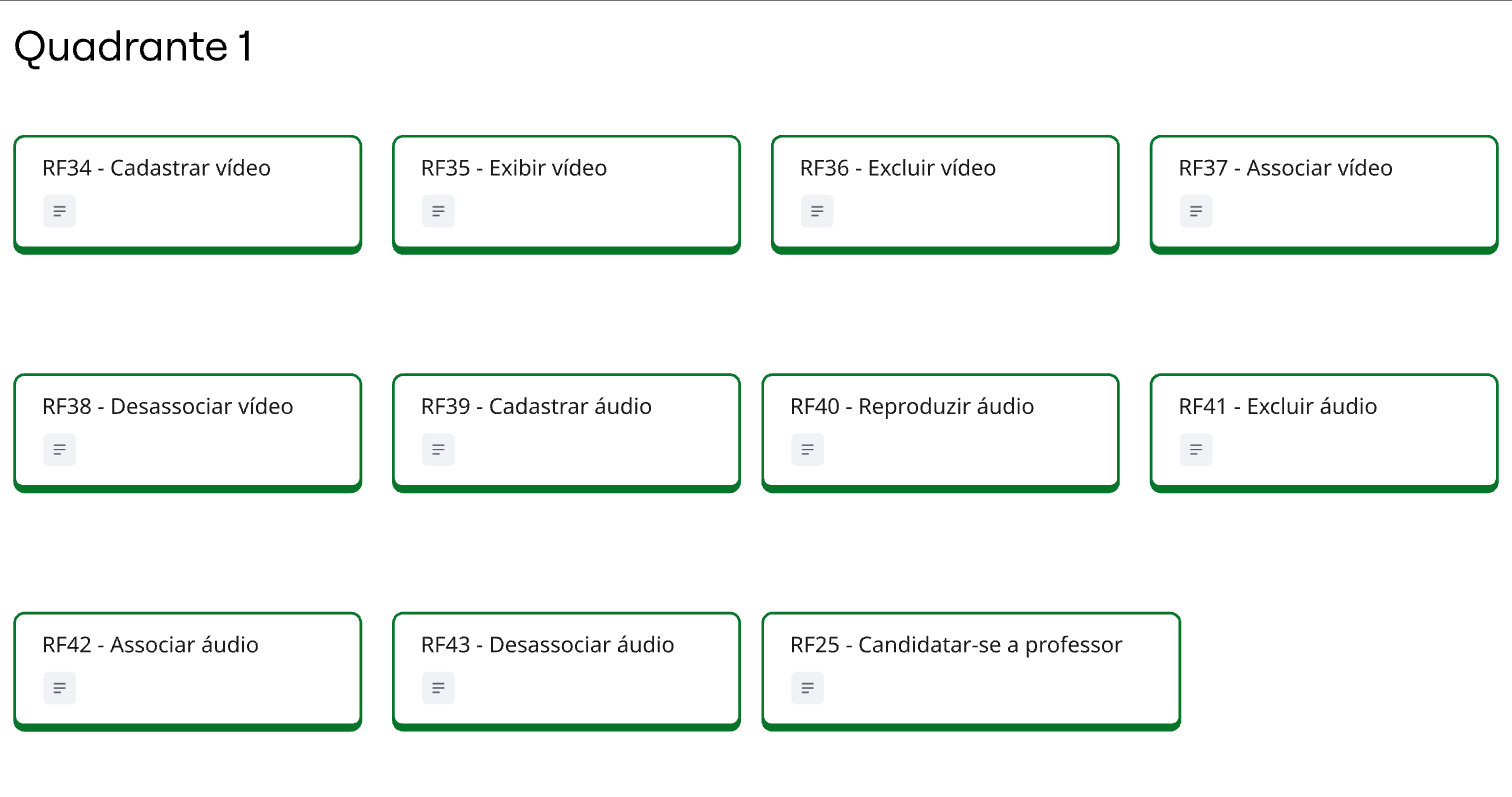 Quadrante 1
RF34 - Cadastrar vídeo
RF35 - Exibir vídeo
RF36 - Excluir vídeo
RF37 - Associar vídeo
RF38 - Desassociar vídeo
RF39 - Cadastrar áudio
RF40 - Reproduzir áudio
RF41 - Excluir áudio
RF42 - Associar áudio
RF43 - Desassociar áudio
RF25 - Candidatar-se a professor